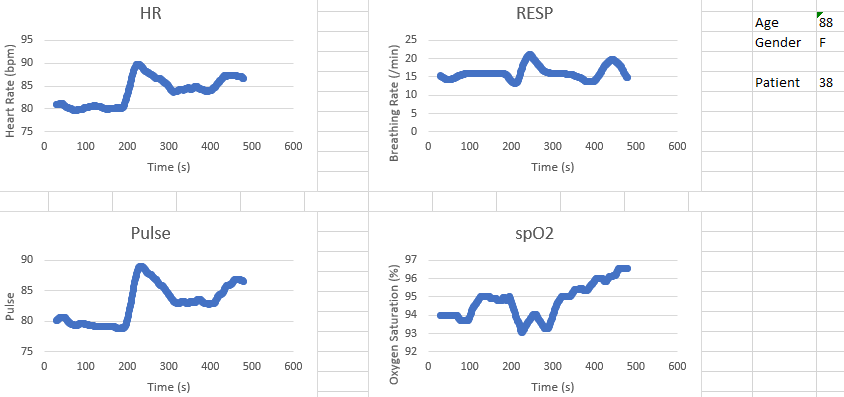 HR
Heart Rate (bpm)
95
90
85
80
75
0 100 200 300 400 500 600
Time (s)
RESP
Breathing Rate (/min)
25
20
15
10
5
0
0 100 200 300 400 500 600
Time (s)
Age 88
Gender F
Patient 38
Pulse
Pulse
90
85
80
75
0 100 200 300 400 500 600
Time (s)
spO2
Oxygen Saturation (%)
97
96
95
94
93
92
0 100 200 300 400 500 600
Time (s)